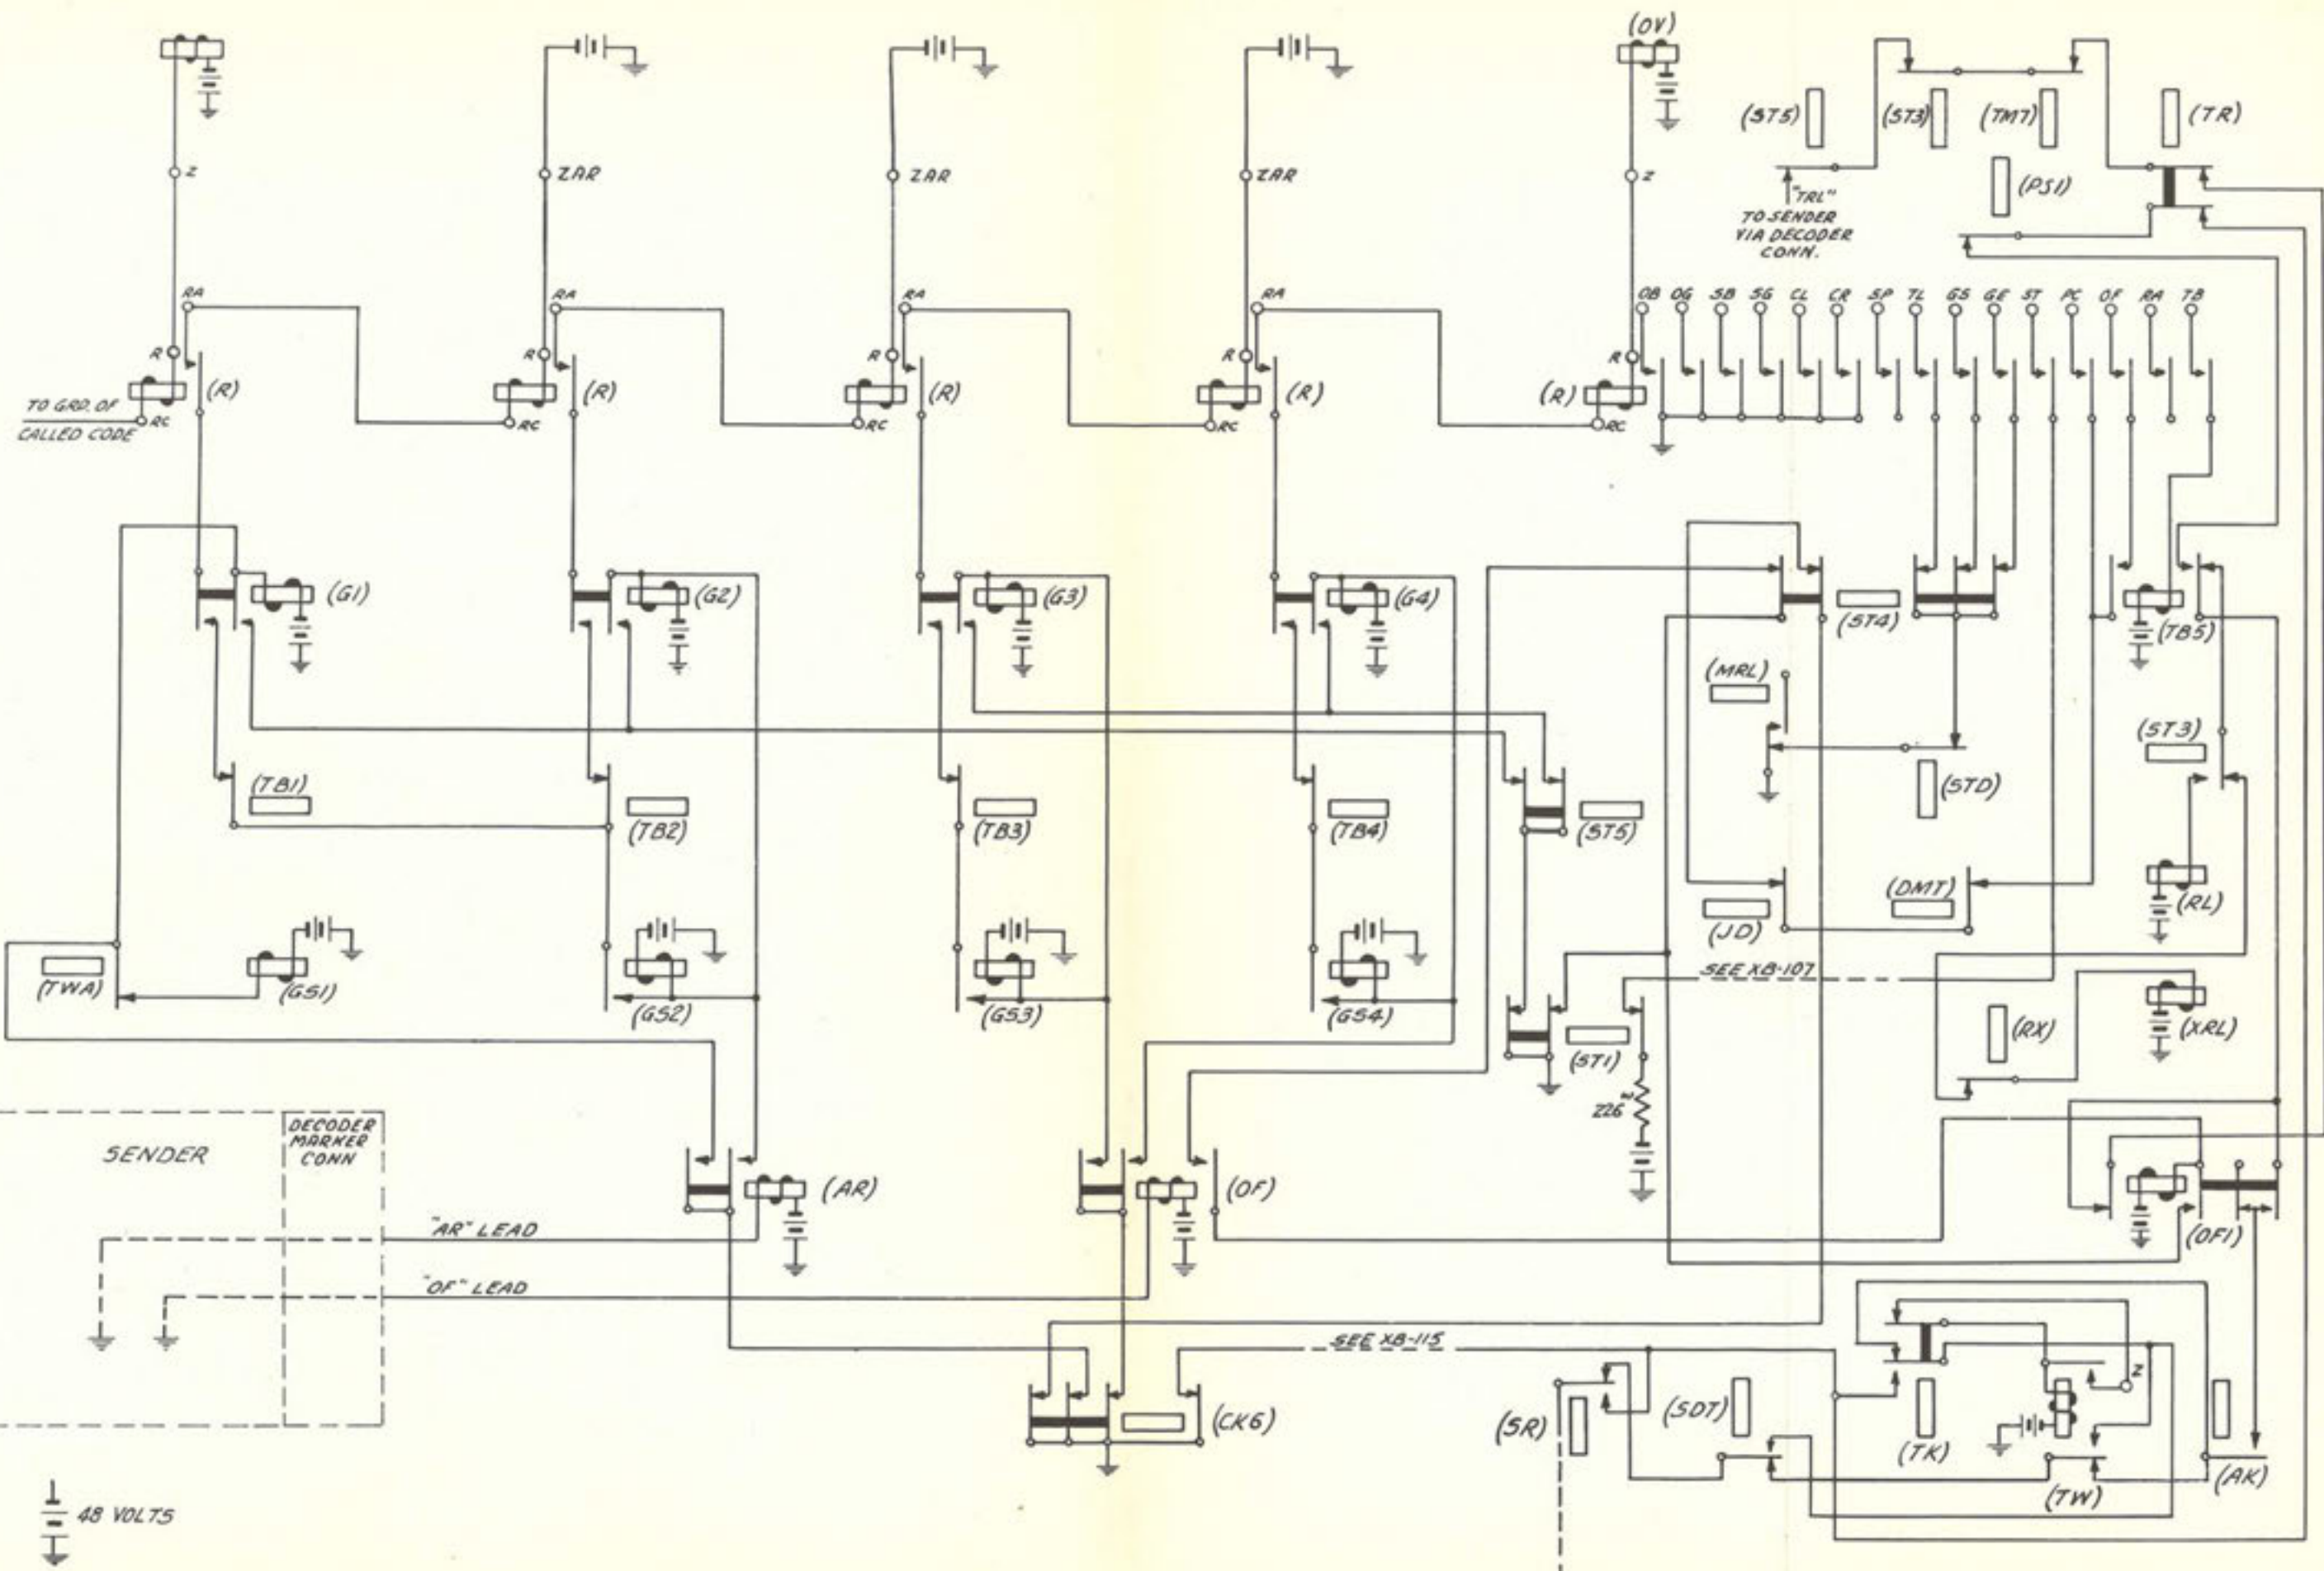 (OV)
(ST5)
(ST3)
(TM7)
(TR)
(PS1)
"TRL"
TO SENDER
VIA DECODER
CONN.
Z
ZAR
ZAR
ZAR
Z
RA
RA
RA
RA
OB OG SB SG CL CR SP TL GS GE ST PC OF RA TB
R
R
R
R
R
(R)
(R)
(R)
(R)
(R)
TO GRD. OF
CALLED CODE
RC
RC
RC
RC
RC
(G1)
(G2)
(G3)
(G4)
(ST4)
(TB5)
(MRL)
(ST3)
(STD)
(TB1)
(TB2)
(TB3)
(TB4)
(ST5)
(JD)
(DMT)
(RL)
SEE XB-107
(TWA)
(GS1)
(GS2)
(GS3)
(GS4)
(ST1)
(RX)
(XRL)
226ω
SENDER
DECODER
MARKER
CONN
(AR)
(OF)
(OF1)
"AR" LEAD
"OF" LEAD
SEE XB-115
(CK6)
(SR)
(SDT)
(TK)
Z
(TW)
(AK)
48 VOLTS